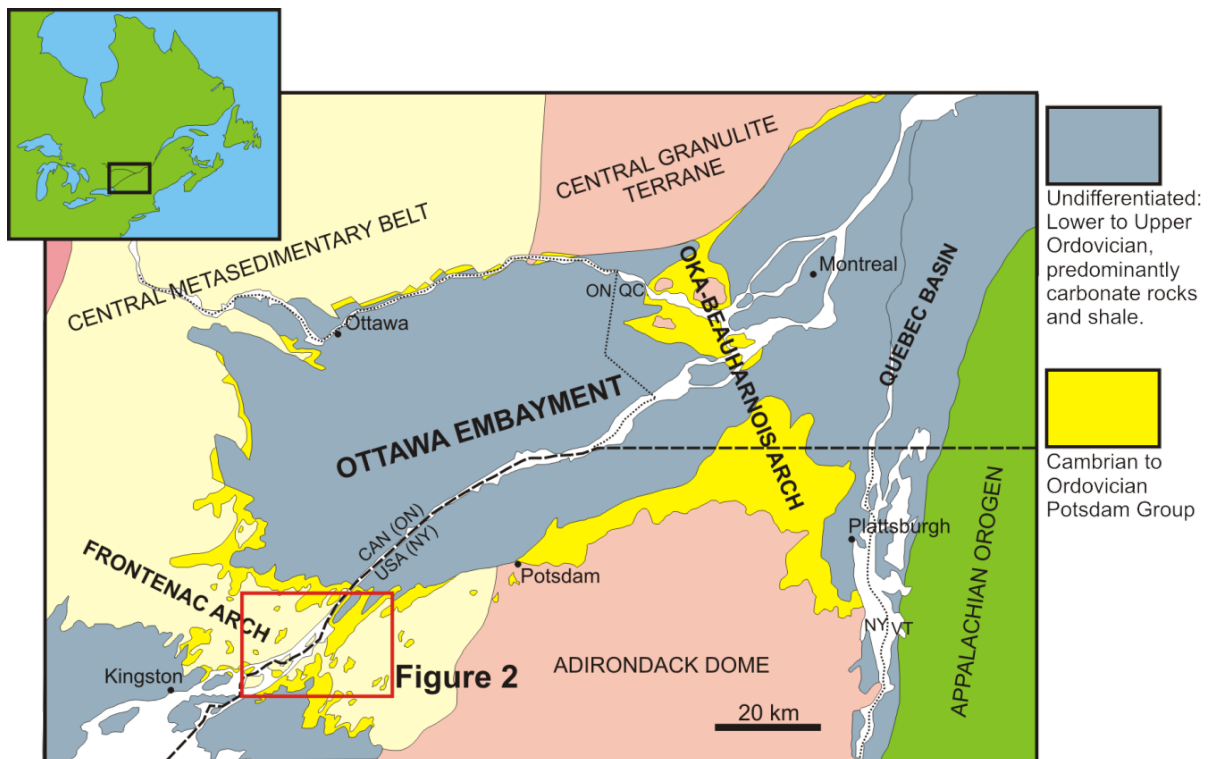 CENTRAL GRANULITE
TERRANE
CENTRAL METASEDIMENTARY BELT
Ottawa
ON
QC
OKA-BEAUHARNOIS ARCH
Montreal
QUEBEC BASIN
OTTAWA EMBAYMENT
CAN (ON)
USA (NY)
FRONTENAC ARCH
Potsdam
Plattsburgh
NY
VT
APPALACHIAN OROGEN
Kingston
Figure 2
ADIRONDACK DOME
20 km
Undifferentiated:
Lower to Upper
Ordovician,
predominantly
carbonate rocks
and shale.
Cambrian to
Ordovician
Potsdam Group